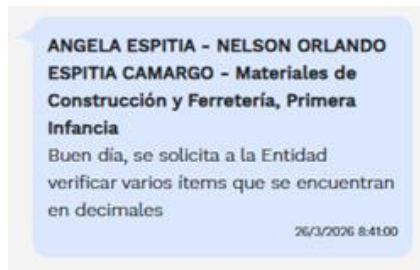 ANGELA ESPITIA - NELSON ORLANDO
ESPITIA CAMARGO - Materiales de
Construcción y Ferretería, Primera
Infancia
Buen día, se solicita a la Entidad
verificar varios ítems que se encuentran
en decimales
26/3/2026 8:41:00